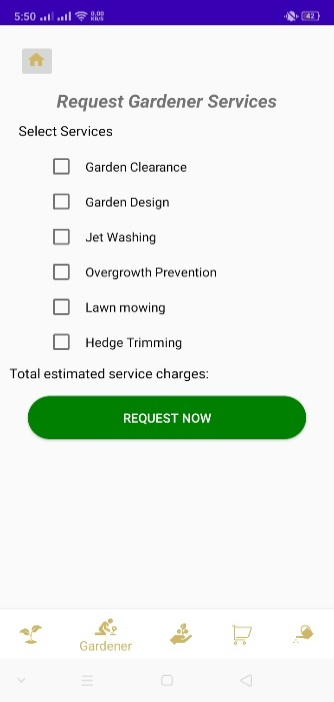 5:50 0.00 KB/S 42
Request Gardener Services
Select Services
Garden Clearance
Garden Design
Jet Washing
Overgrowth Prevention
Lawn mowing
Hedge Trimming
Total estimated service charges:
REQUEST NOW
Gardener